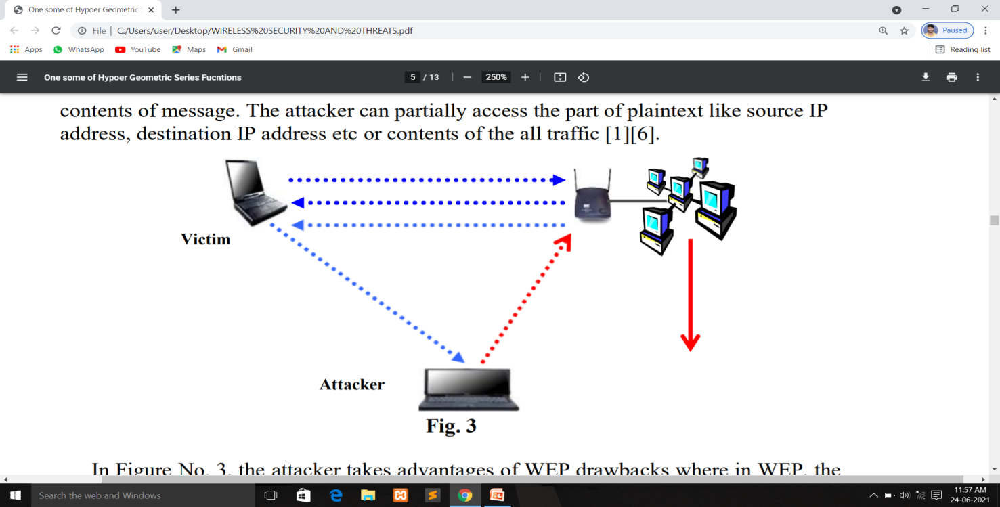 One some of Hypoer Geometric
File | C:/Users/user/Desktop/WIRELESS%20SECURITY%20AND%20THREATS.pdf
Paused
Apps WhatsApp YouTube Maps Gmail Reading list
One some of Hypoer Geometric Series Fucntions 5 / 13 250%
contents of message. The attacker can partially access the part of plaintext like source IP
address, destination IP address etc or contents of the all traffic [1][6].
Victim
Attacker
Fig. 3
In Figure No. 3, the attacker takes advantages of WEP drawbacks where in WEP, the
Search the web and Windows
11:57 AM
24-06-2021